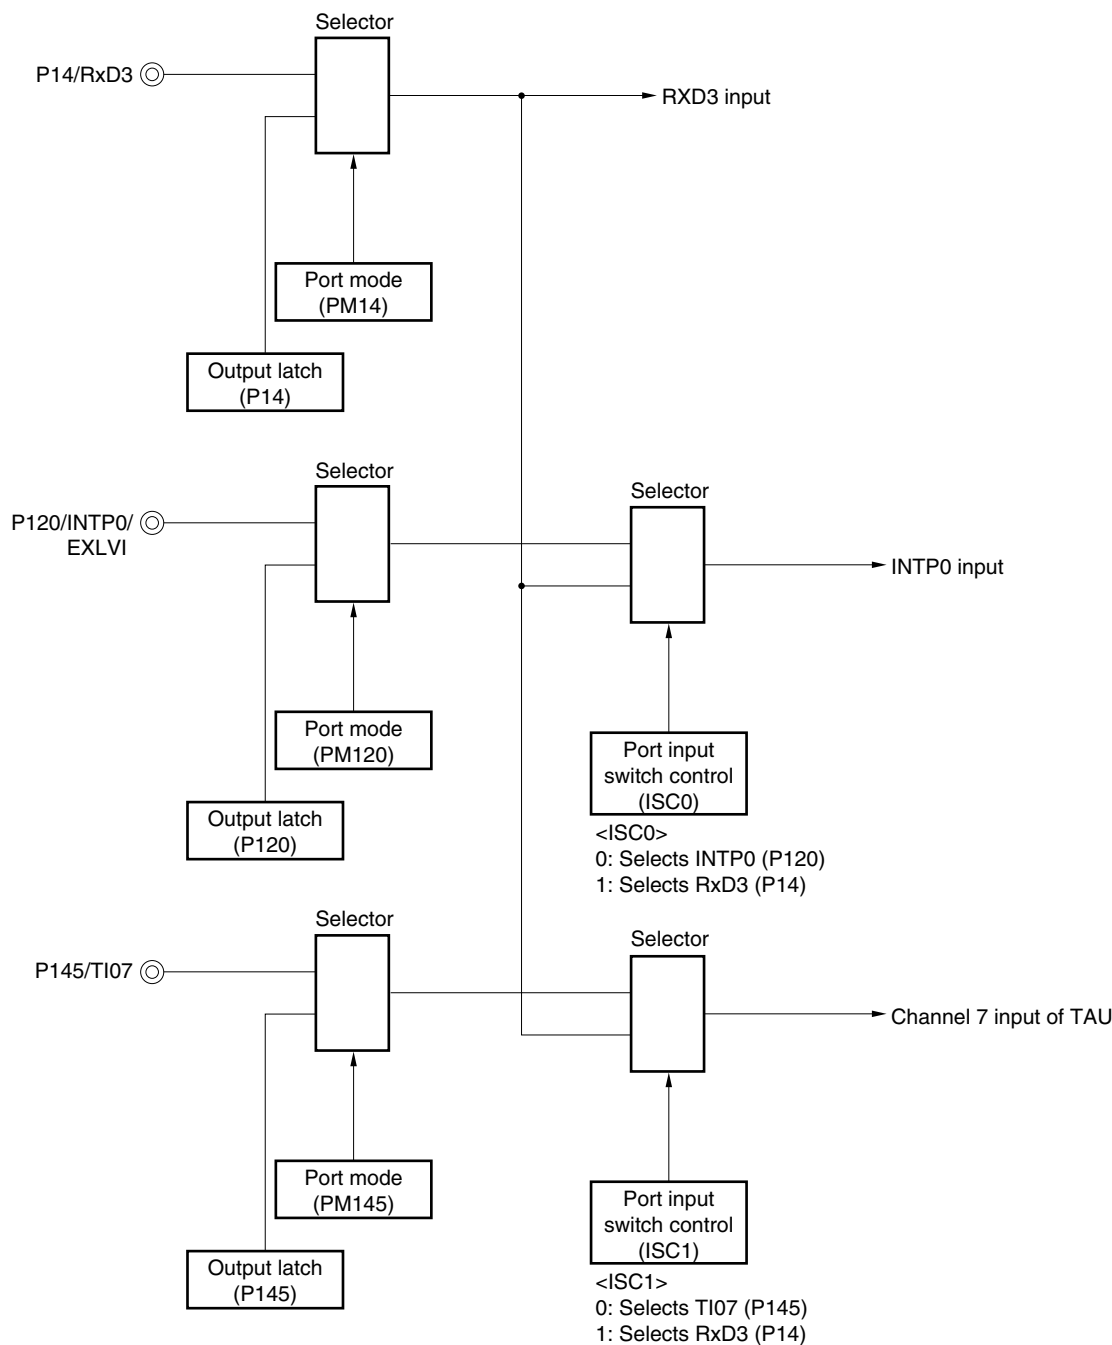 Selector
P14/RxD3
RXD3 input
Port mode
(PM14)
Output latch
(P14)
Selector
P120/INTP0/
EXLVI
Selector
INTP0 input
Port mode
(PM120)
Output latch
(P120)
Port input
switch control
(ISC0)
<ISC0>
0: Selects INTP0 (P120)
1: Selects RxD3 (P14)
Selector
P145/TI07
Selector
Channel 7 input of TAU
Port mode
(PM145)
Output latch
(P145)
Port input
switch control
(ISC1)
<ISC1>
0: Selects TI07 (P145)
1: Selects RxD3 (P14)